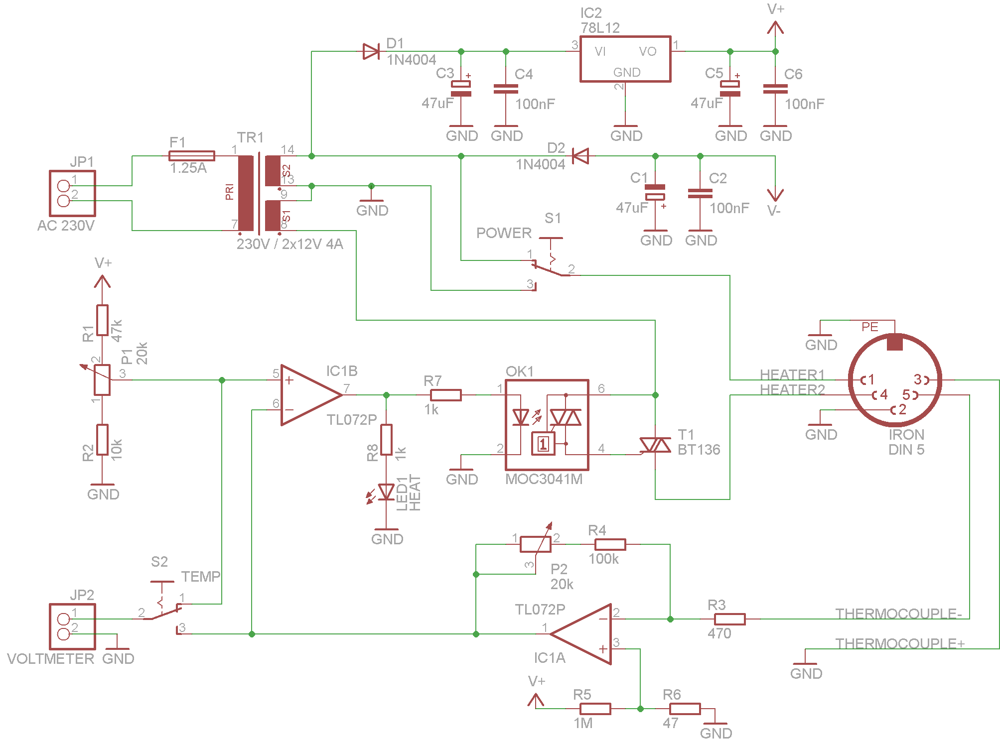 V+
IC2
78L12
D1
1N4004
3
VI
VO
1
GND
2
C3
+
47uF
C4
100nF
C5
+
47uF
C6
100nF
GND
GND
GND
GND
GND
F1
1.25A
TR1
1
14
S2
13
9
S1
8
PRI
7
230V / 2x12V 4A
JP1
1
2
AC 230V
GND
D2
1N4004
C1
+
47uF
C2
100nF
V-
GND
GND
S1
POWER
1
2
3
V+
R1
47k
P1
20k
2
3
1
R2
10k
GND
5
+
6
-
IC1B
7
TL072P
R7
1k
R8
1k
LED1
HEAT
GND
OK1
1
6
2
4
1
MOC3041M
GND
T1
BT136
PE
GND
HEATER1
HEATER2
1
3
4
5
2
GND
IRON
DIN 5
S2
TEMP
1
2
3
JP2
1
2
VOLTMETER
GND
1
2
3
P2
20k
R4
100k
TL072P
1
2
-
3
+
IC1A
R3
470
THERMOCOUPLE-
THERMOCOUPLE+
GND
V+
R5
1M
R6
47
GND